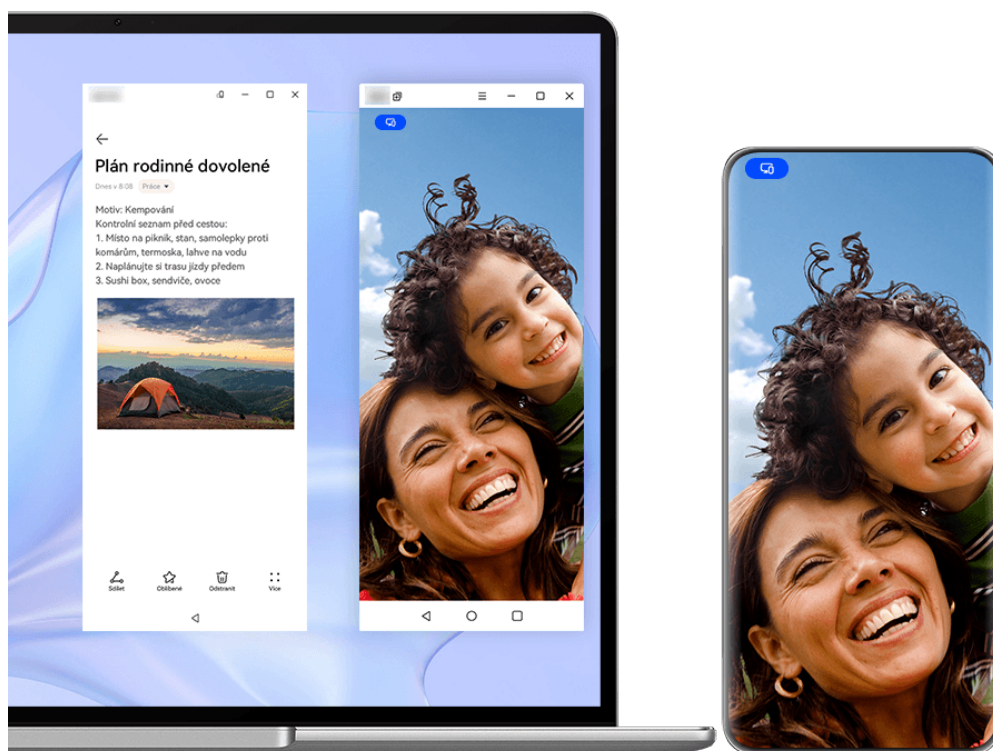 Plán rodinné dovolené
Dnes v 8:08 Práce
Motiv: Kempování
Kontrolní seznam před cestou:
1. Místo na piknik, stan, samolepky proti
komárům, termoska, lahve na vodu
2. Naplánujte si trasu jízdy předem
3. Sushi box, sendviče, ovoce
Sdílet Oblíbené Odstranit Více